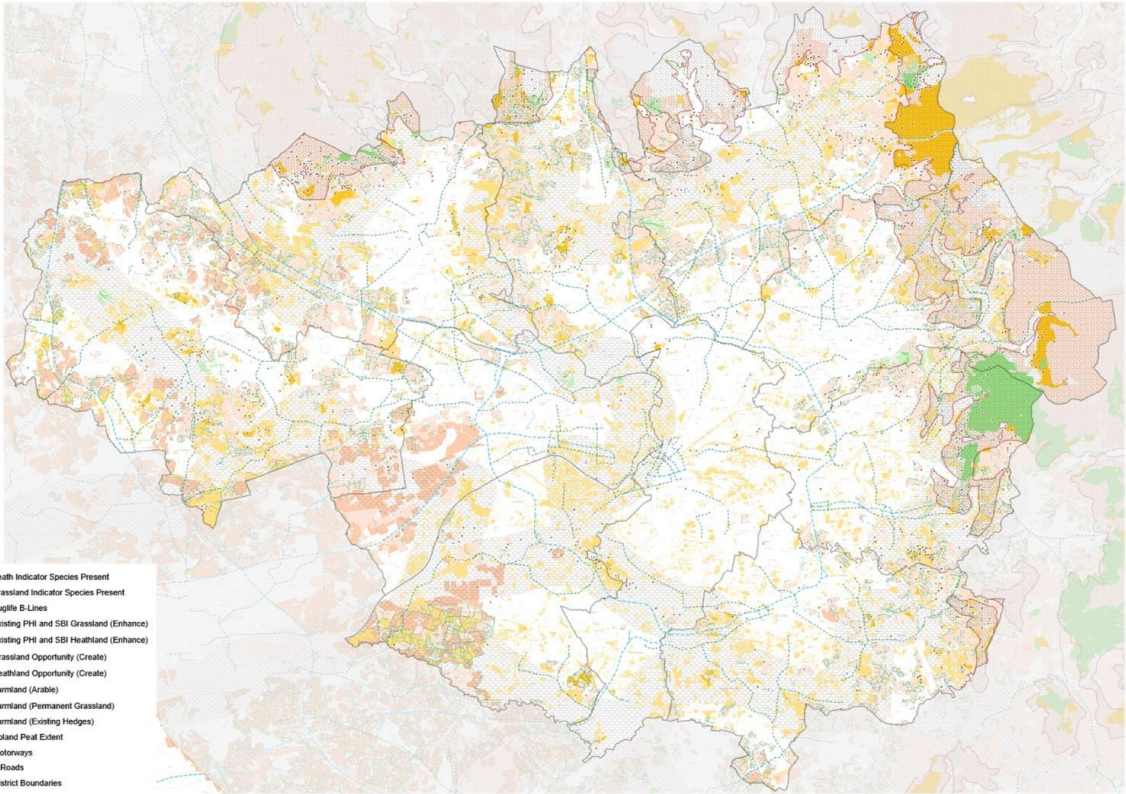 eath Indicator Species Present
rassland Indicator Species Present
uglife B-Lines
xisting PHI and SBI Grassland (Enhance)
xisting PHI and SBI Heathland (Enhance)
rassland Opportunity (Create)
eathland Opportunity (Create)
armland (Arable)
armland (Permanent Grassland)
armland (Existing Hedges)
pland Peat Extent
otorways
Roads
istrict Boundaries